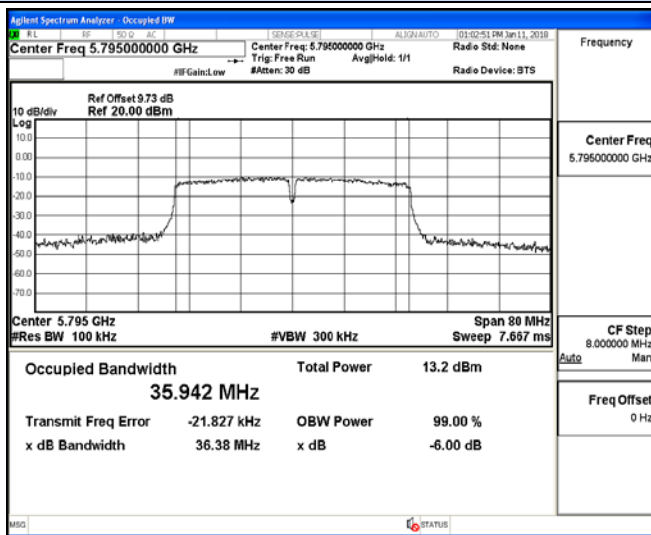 Agilent Spectrum Analyzer - Occupied BW
RL RF 50 Ω AC SENSE:PULSE ALIGNAUTO 01:02:51 PM Jan 11, 2018
Center Freq 5.795000000 GHz
Center Freq: 5.795000000 GHz
Radio Std: None
Trig: Free Run Avg|Hold: 1/1
#IFGain:Low #Atten: 30 dB Radio Device: BTS
Frequency
Ref Offset 9.73 dB
10 dB/div Ref 20.00 dBm
Log
10.0
0.00
-10.0
-20.0
-30.0
-40.0
-50.0
-60.0
-70.0
Center Freq
5.795000000 GHz
Center 5.795 GHz Span 80 MHz
#Res BW 100 kHz #VBW 300 kHz Sweep 7.667 ms
CF Step
8.000000 MHz
Auto Man
Occupied Bandwidth Total Power 13.2 dBm
35.942 MHz
Transmit Freq Error -21.827 kHz OBW Power 99.00 %
x dB Bandwidth 36.38 MHz x dB -6.00 dB
Freq Offset
0 Hz
MSG STATUS